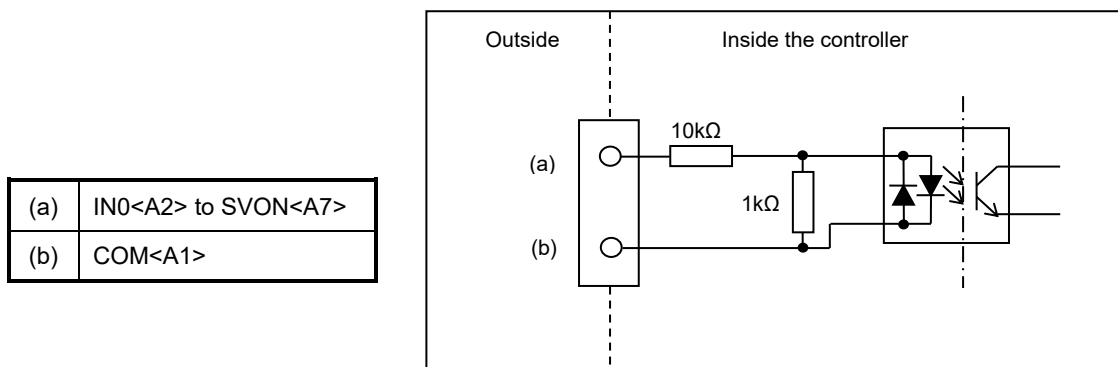 Outside
Inside the controller
10kΩ
(a)
1kΩ
(b)
(a) IN0<A2> to SVON<A7>
(b) COM<A1>